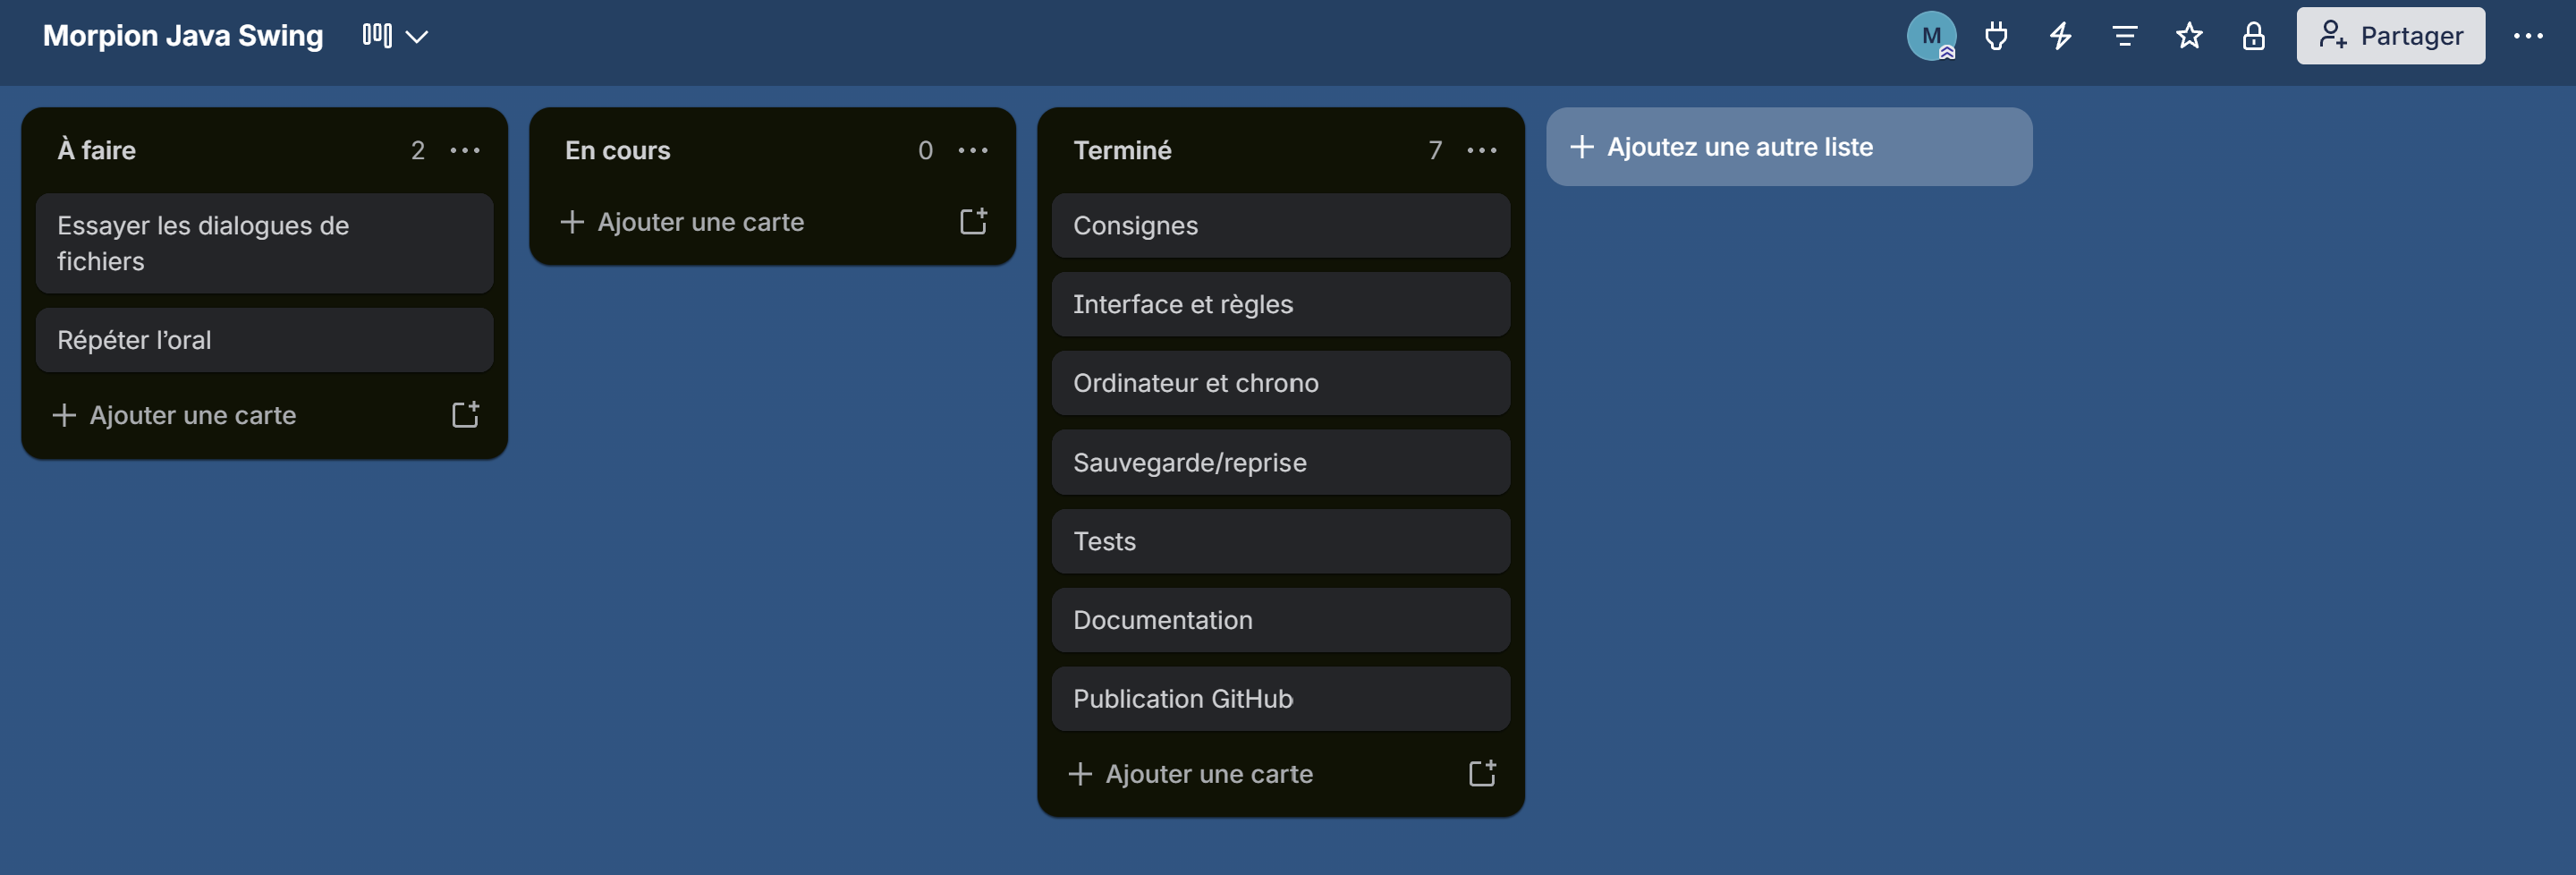 Morpion Java Swing
M
Partager
À faire 2
Essayer les dialogues de
fichiers
Répéter l’oral
Ajouter une carte
En cours 0
Ajouter une carte
Terminé 7
Consignes
Interface et règles
Ordinateur et chrono
Sauvegarde/reprise
Tests
Documentation
Publication GitHub
Ajouter une carte
Ajoutez une autre liste